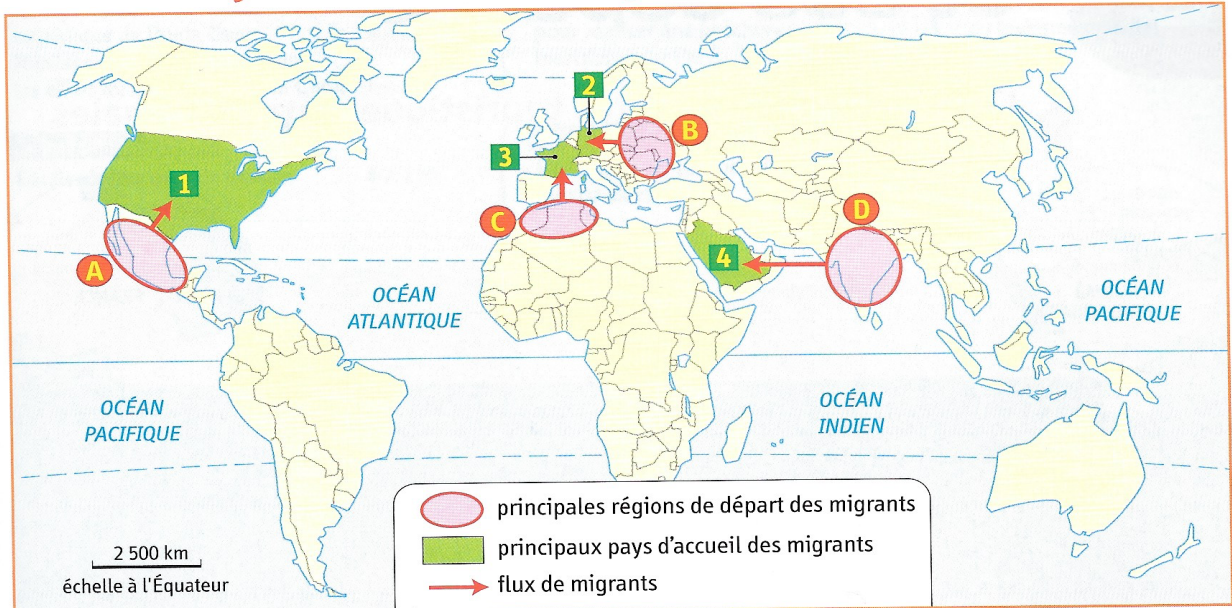 2
B
3
1
C
D
A
4
OCÉAN
ATLANTIQUE
OCÉAN
PACIFIQUE
OCÉAN
PACIFIQUE
OCÉAN
INDIEN
principales régions de départ des migrants
principaux pays d'accueil des migrants
flux de migrants
2 500 km
échelle à l'Équateur